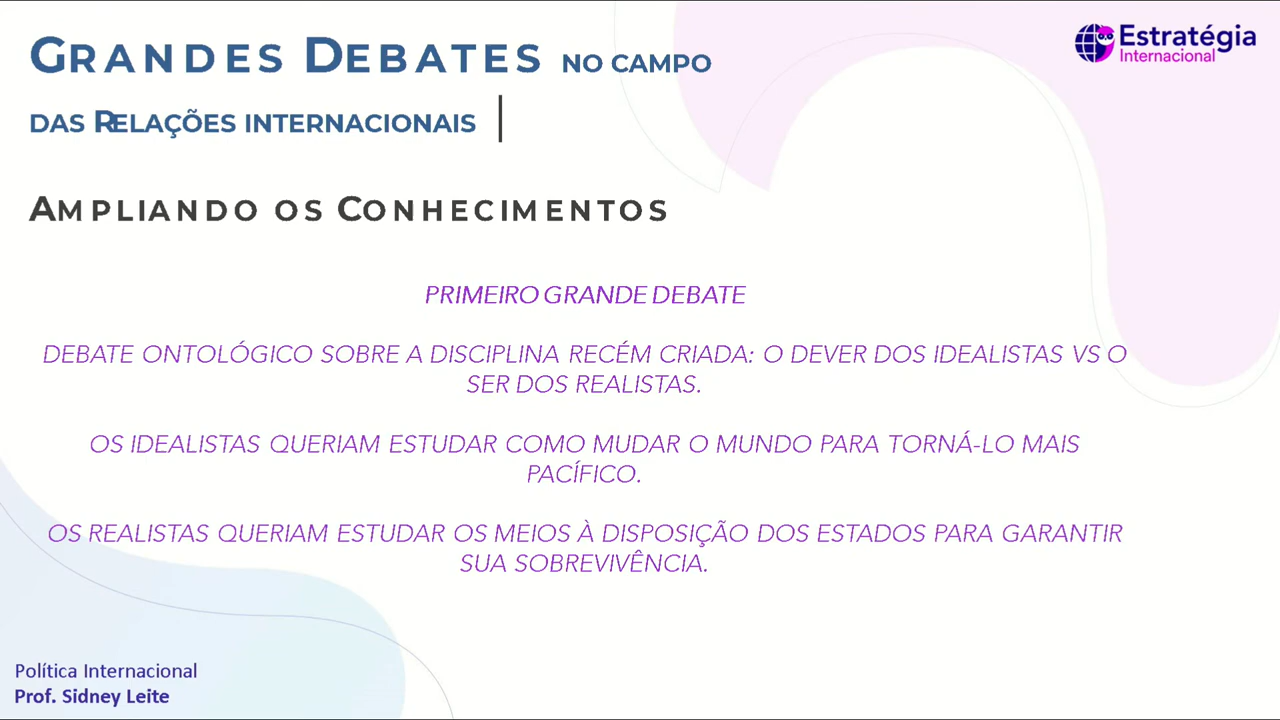 GRANDES DEBATES NO CAMPO
DAS RELAÇÕES INTERNACIONAIS
Estratégia
Internacional
AMPLIANDO OS CONHECIMENTOS
PRIMEIRO GRANDE DEBATE
DEBATE ONTOLÓGICO SOBRE A DISCIPLINA RECÉM CRIADA: O DEVER DOS IDEALISTAS VS O
SER DOS REALISTAS.
OS IDEALISTAS QUERIAM ESTUDAR COMO MUDAR O MUNDO PARA TORNÁ-LO MAIS
PACÍFICO.
OS REALISTAS QUERIAM ESTUDAR OS MEIOS À DISPOSIÇÃO DOS ESTADOS PARA GARANTIR
SUA SOBREVIVÊNCIA.
Política Internacional
Prof. Sidney Leite